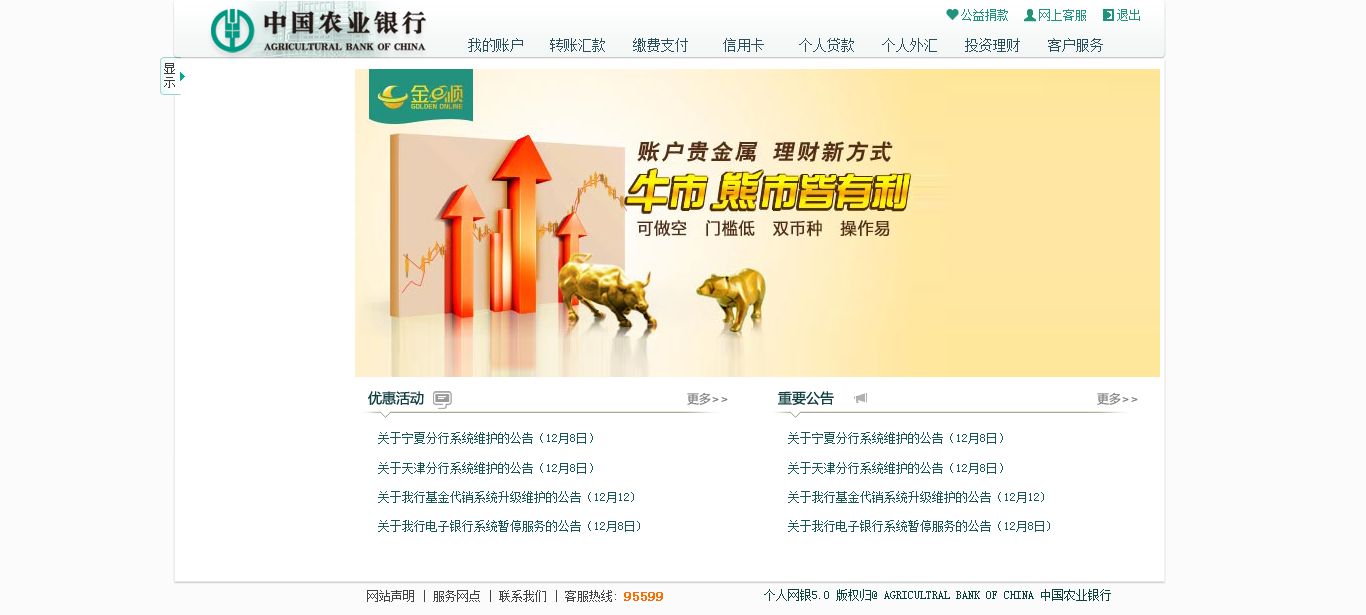 中国农业银行
AGRICULTURAL BANK OF CHINA
公益捐款 网上客服 退出
我的账户 转账汇款 缴费支付 信用卡 个人贷款 个人外汇 投资理财 客户服务
显示
金e顺
GOLDEN ONLINE
账户贵金属 理财新方式
牛市 熊市皆有利
可做空 门槛低 双币种 操作易
优惠活动 更多>>
关于宁夏分行系统维护的公告（12月8日）
关于天津分行系统维护的公告（12月8日）
关于我行基金代销系统升级维护的公告（12月12）
关于我行电子银行系统暂停服务的公告（12月8日）
重要公告 更多>>
关于宁夏分行系统维护的公告（12月8日）
关于天津分行系统维护的公告（12月8日）
关于我行基金代销系统升级维护的公告（12月12）
关于我行电子银行系统暂停服务的公告（12月8日）
网站声明 | 服务网点 | 联系我们 | 客服热线: 95599
个人网银5.0 版权归@ AGRICULTRAL BANK OF CHINA 中国农业银行